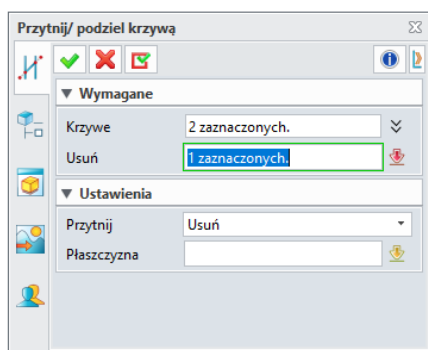 Przytnij/ podziel krzywą
Wymagane
Krzywe 2 zaznaczonych.
Usuń 1 zaznaczonych.
Ustawienia
Przytnij Usuń
Płaszczyzna